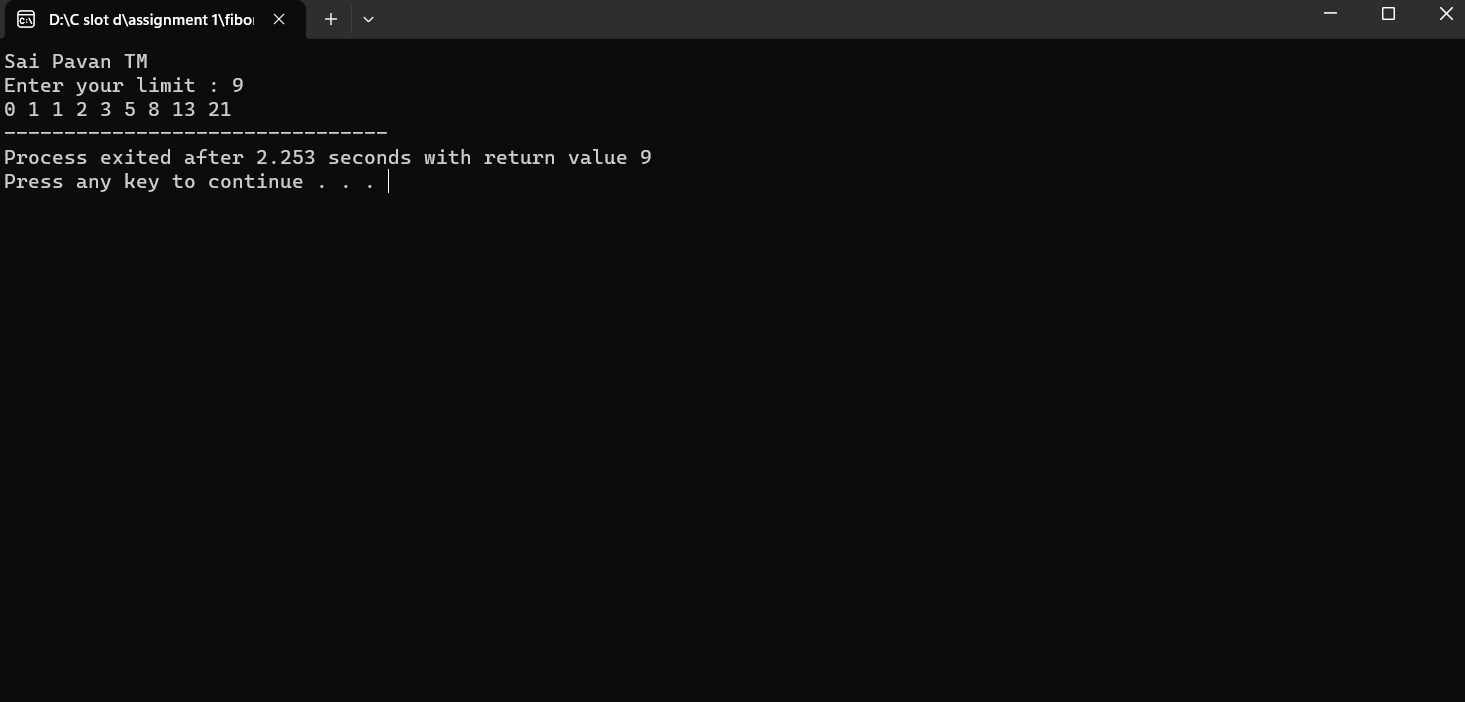 D:\C slot d\assignment 1\fibo
Sai Pavan TM
Enter your limit : 9
0 1 1 2 3 5 8 13 21
--------------------------------
Process exited after 2.253 seconds with return value 9
Press any key to continue . . .